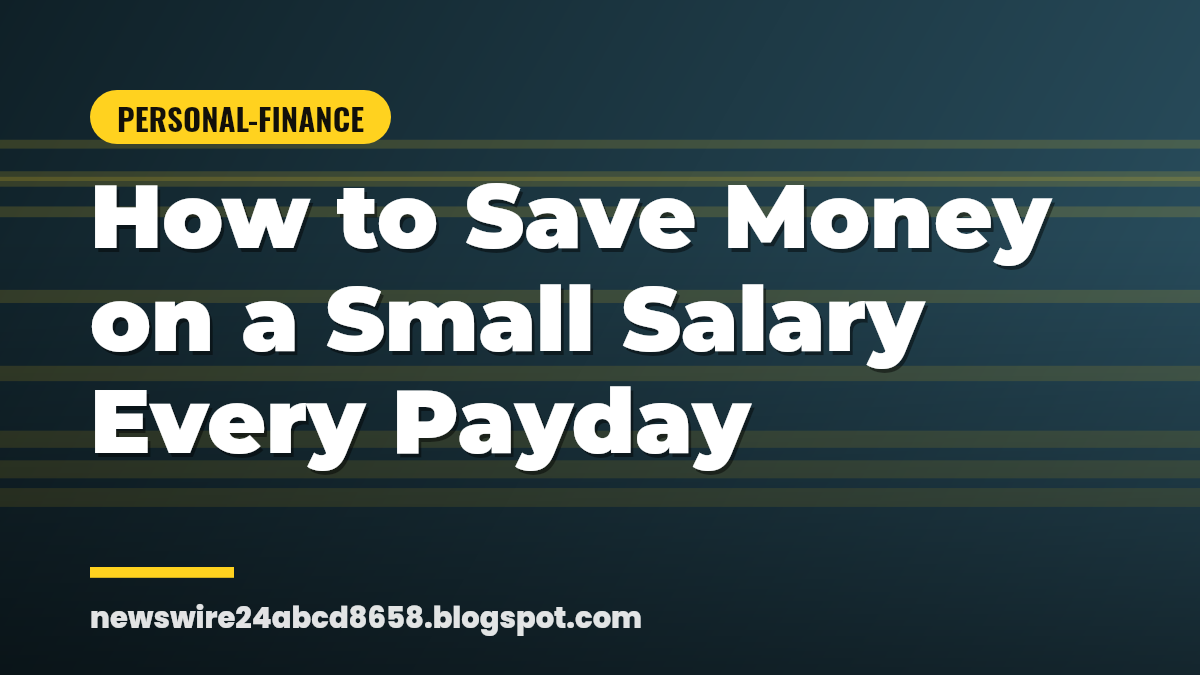 PERSONAL-FINANCE
How to Save Money
on a Small Salary
Every Payday
newswire24abcd8658.blogspot.com